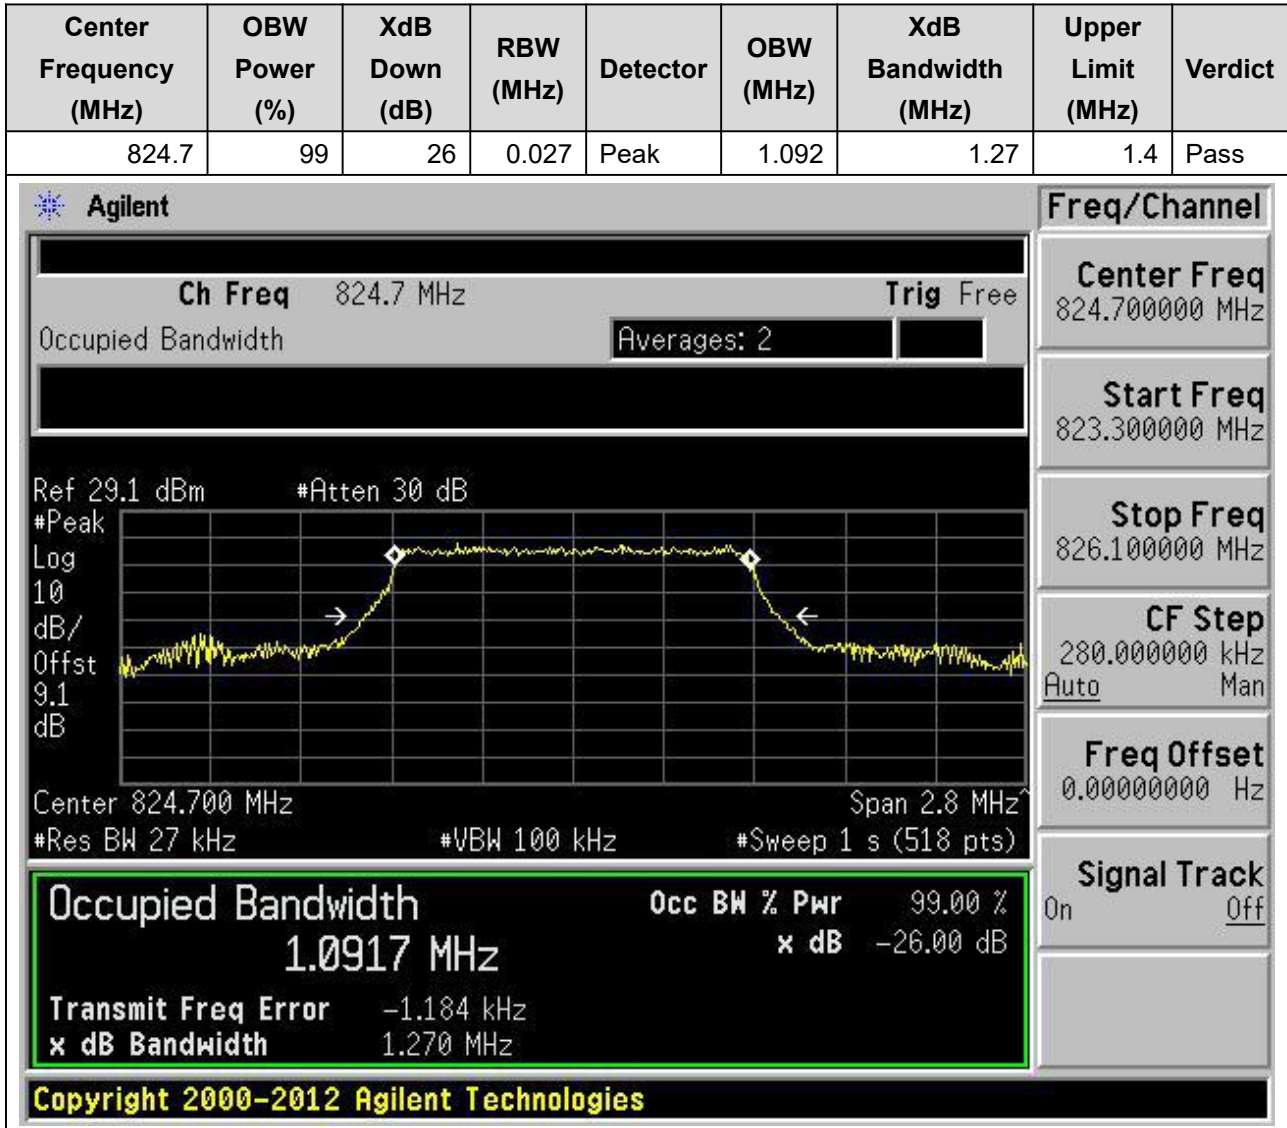 Center Frequency (MHz) OBW Power (%) XdB Down (dB) RBW (MHz) Detector OBW (MHz) XdB Bandwidth (MHz) Upper Limit (MHz) Verdict
824.7 99 26 0.027 Peak 1.092 1.27 1.4 Pass
Agilent
Freq/Channel
Ch Freq 824.7 MHz Trig Free
Occupied Bandwidth Averages: 2
Center Freq
824.700000 MHz
Start Freq
823.300000 MHz
Stop Freq
826.100000 MHz
CF Step
280.000000 kHz
Auto Man
Freq Offset
0.00000000 Hz
Signal Track
On Off
Ref 29.1 dBm #Atten 30 dB
#Peak
Log
10
dB/
Offst
9.1
dB
Center 824.700 MHz Span 2.8 MHz^
#Res BW 27 kHz #VBW 100 kHz #Sweep 1 s (518 pts)
Occupied Bandwidth Occ BW % Pwr 99.00 %
1.0917 MHz x dB -26.00 dB
Transmit Freq Error -1.184 kHz
x dB Bandwidth 1.270 MHz
Copyright 2000-2012 Agilent Technologies